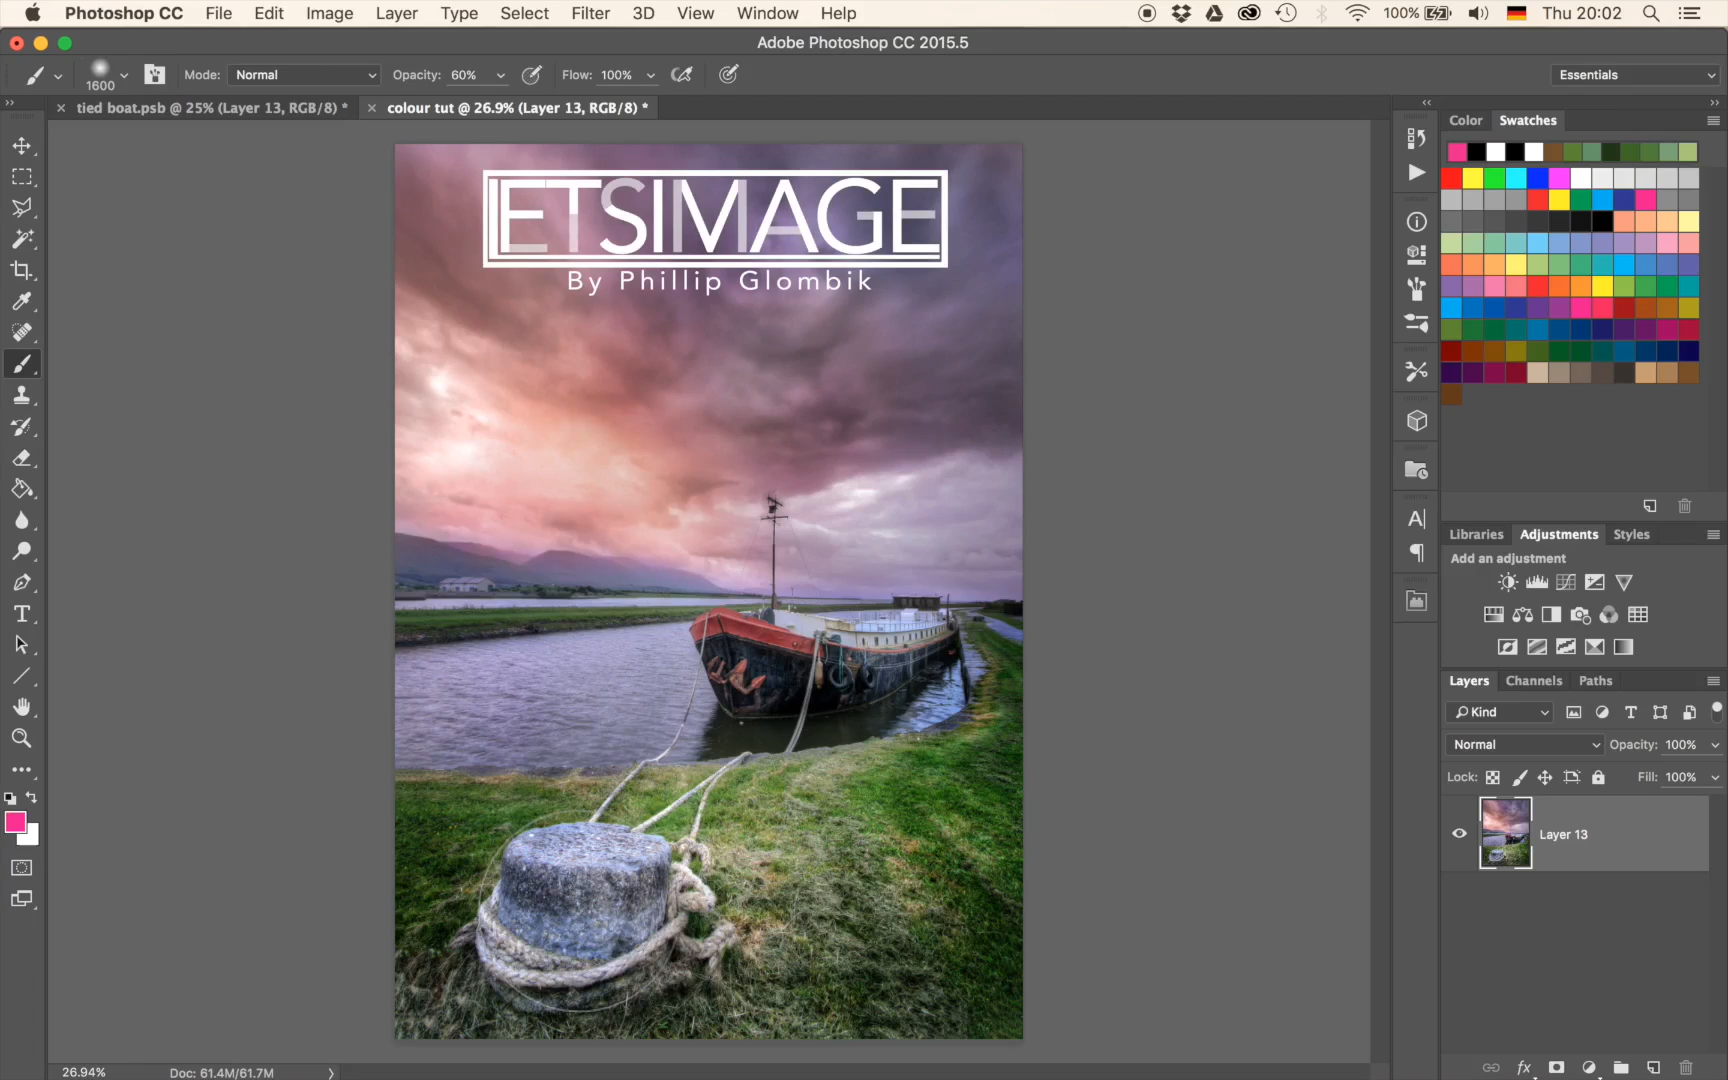 Photoshop CC File Edit Image Layer Type Select Filter 3D View Window Help 100% Thu 20:02
Adobe Photoshop CC 2015.5
1600 Mode: Normal Opacity: 60% Flow: 100% Essentials
tied boat.psb @ 25% (Layer 13, RGB/8) * colour tut @ 26.9% (Layer 13, RGB/8) *
Color Swatches
ETSIMAGE
By Phillip Glombik
Libraries Adjustments Styles
Add an adjustment
Layers Channels Paths
Kind
Normal Opacity: 100%
Lock: Fill: 100%
Layer 13
26.94% Doc: 61.4M/61.7M
fx